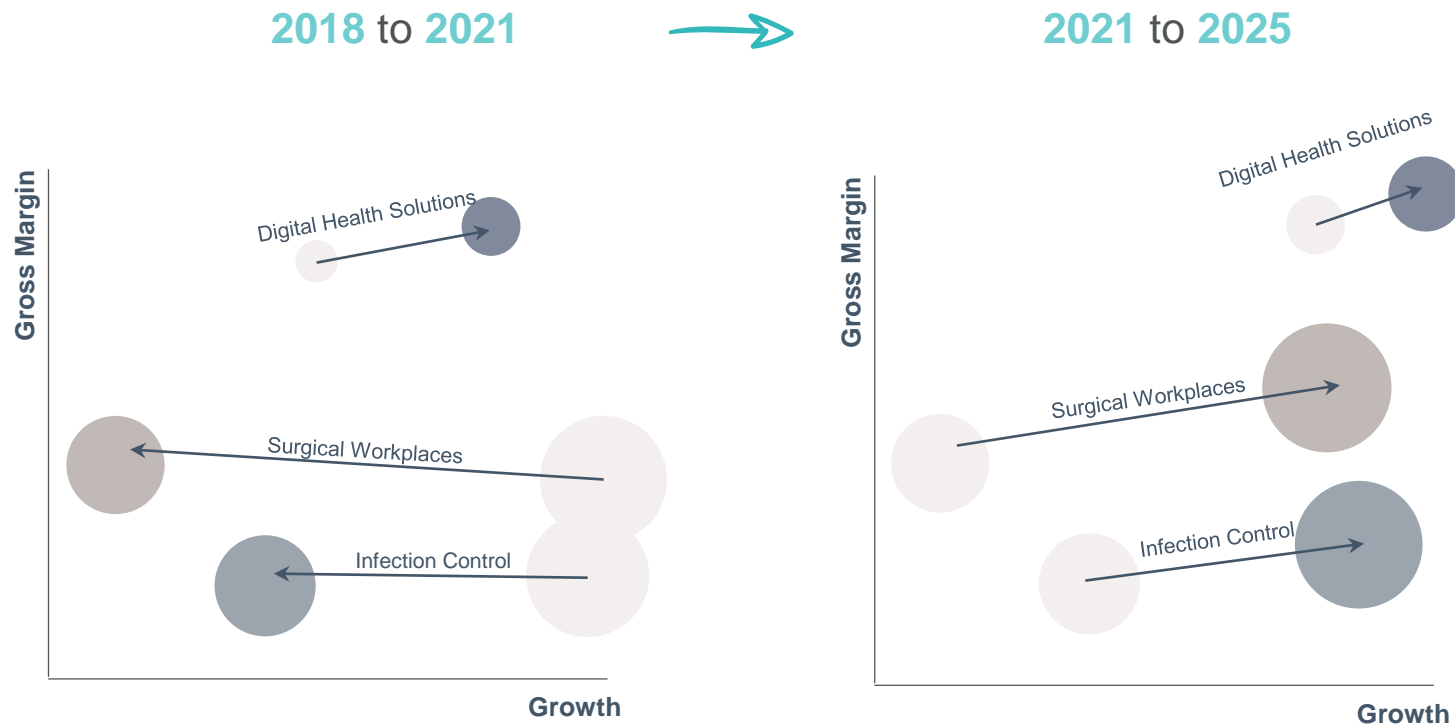 2018 to 2021
Gross Margin
Digital Health Solutions
Surgical Workplaces
Infection Control
Growth
2021 to 2025
Gross Margin
Digital Health Solutions
Surgical Workplaces
Infection Control
Growth